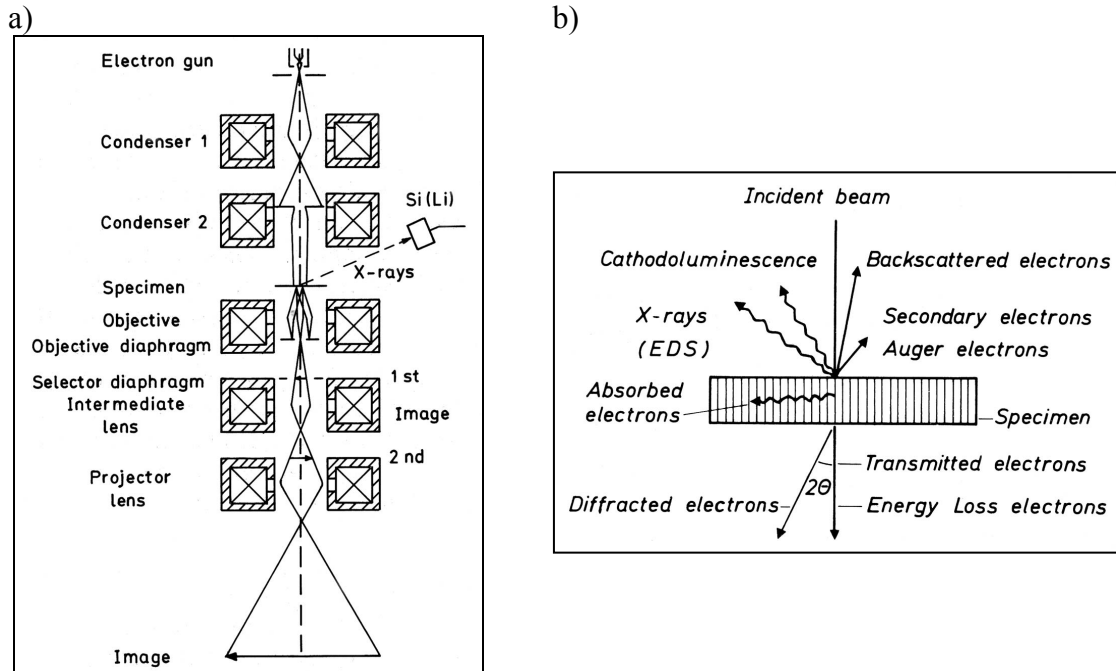 a)
Electron gun
Condenser 1
Condenser 2
Si(Li)
X-rays
Specimen
Objective
Objective diaphragm
Selector diaphragm
1 st
Intermediate
lens
Image
2 nd
Projector
lens
Image
b)
Incident beam
Cathodoluminescence
Backscattered electrons
X-rays
(EDS)
Secondary electrons
Auger electrons
Absorbed
electrons
Specimen
Transmitted electrons
2θ
Diffracted electrons
Energy Loss electrons